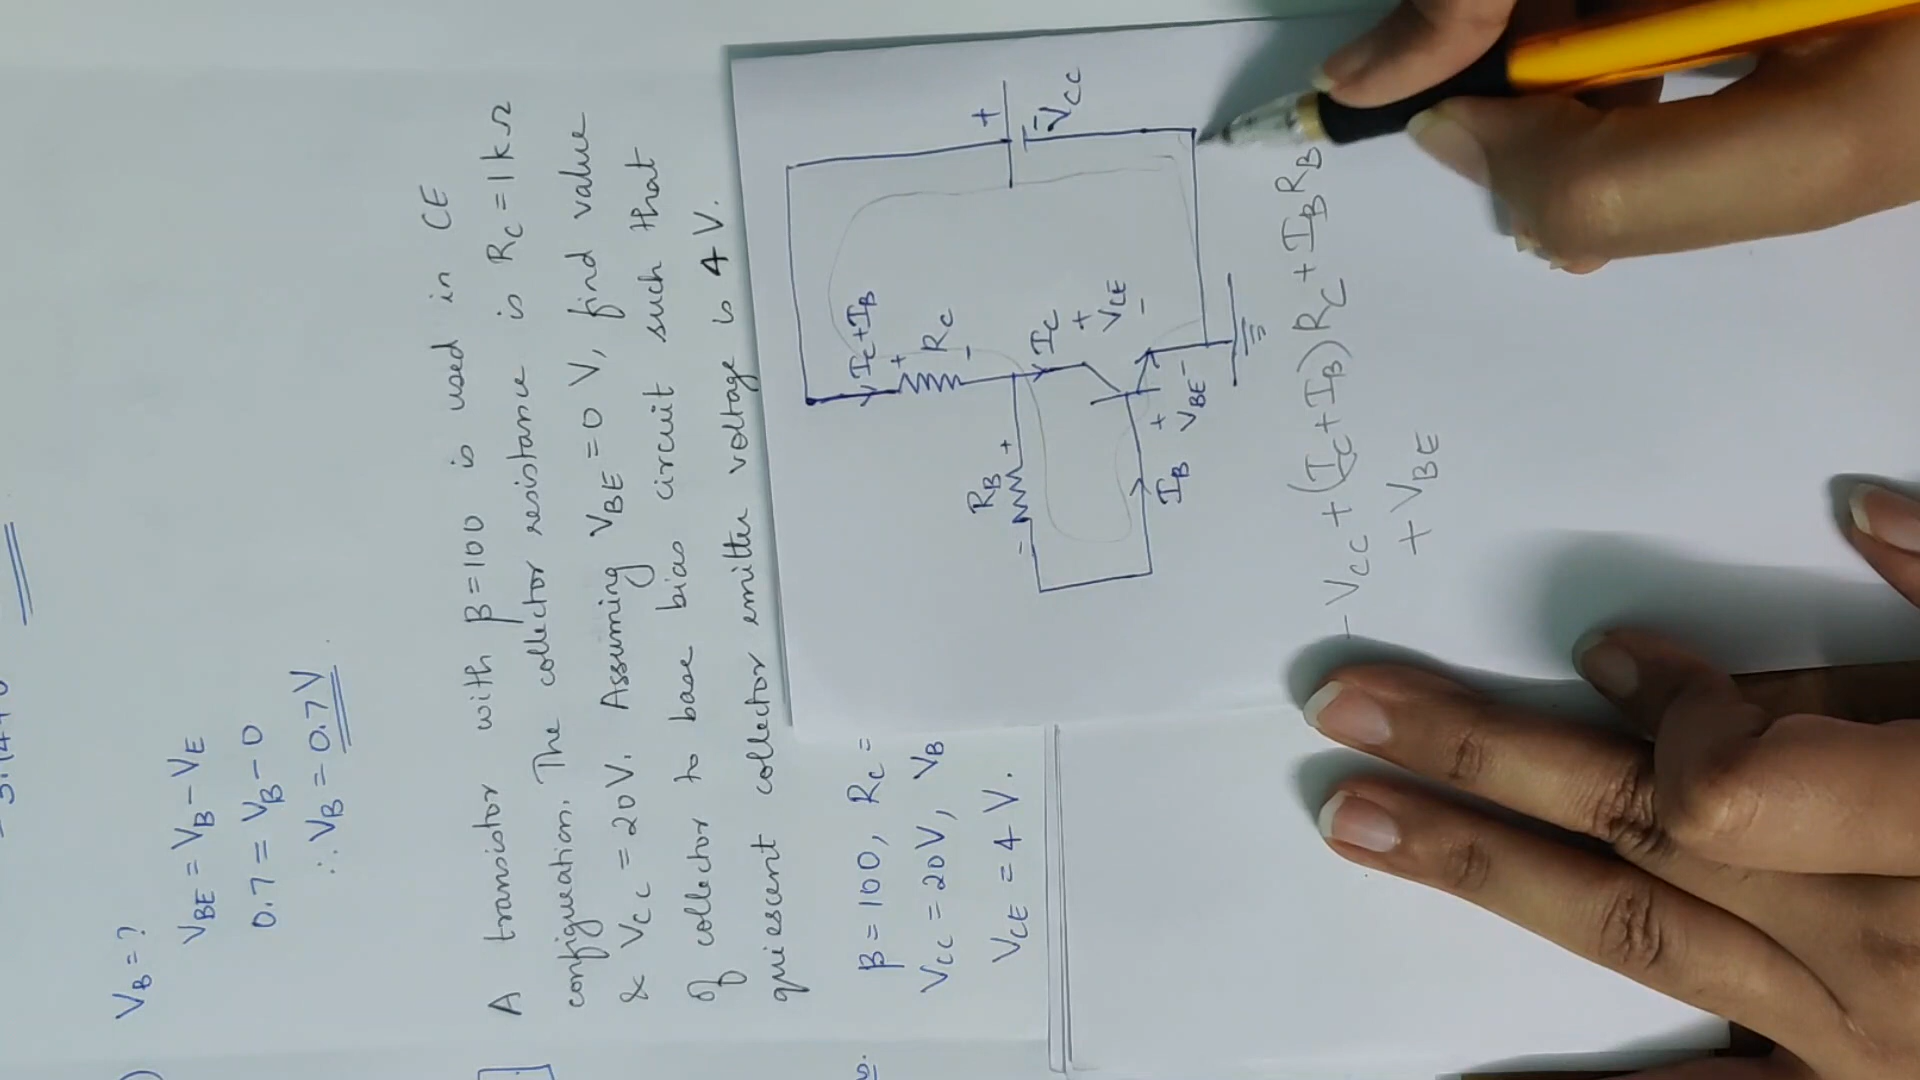 V_B = ?
V_BE = V_B - V_E
0.7 = V_B - 0
∴ V_B = 0.7V.
A transistor with β = 100 is used in CE
configuration. The collector resistance is R_C = 1kΩ
& V_CC = 20V. Assuming V_BE = 0 V, find value
of collector to base bias circuit such that
quiescent collector emitter voltage is 4 V.
β = 100, R_C =
V_CC = 20V, V_B
V_CE = 4 V.
+
-
V_CC
I_C + I_B
+
R_C
-
I_C
+
V_CE
-
R_B
- +
I_B
+
V_BE
-
- V_CC + (I_C + I_B) R_C + I_B R_B
+ V_BE